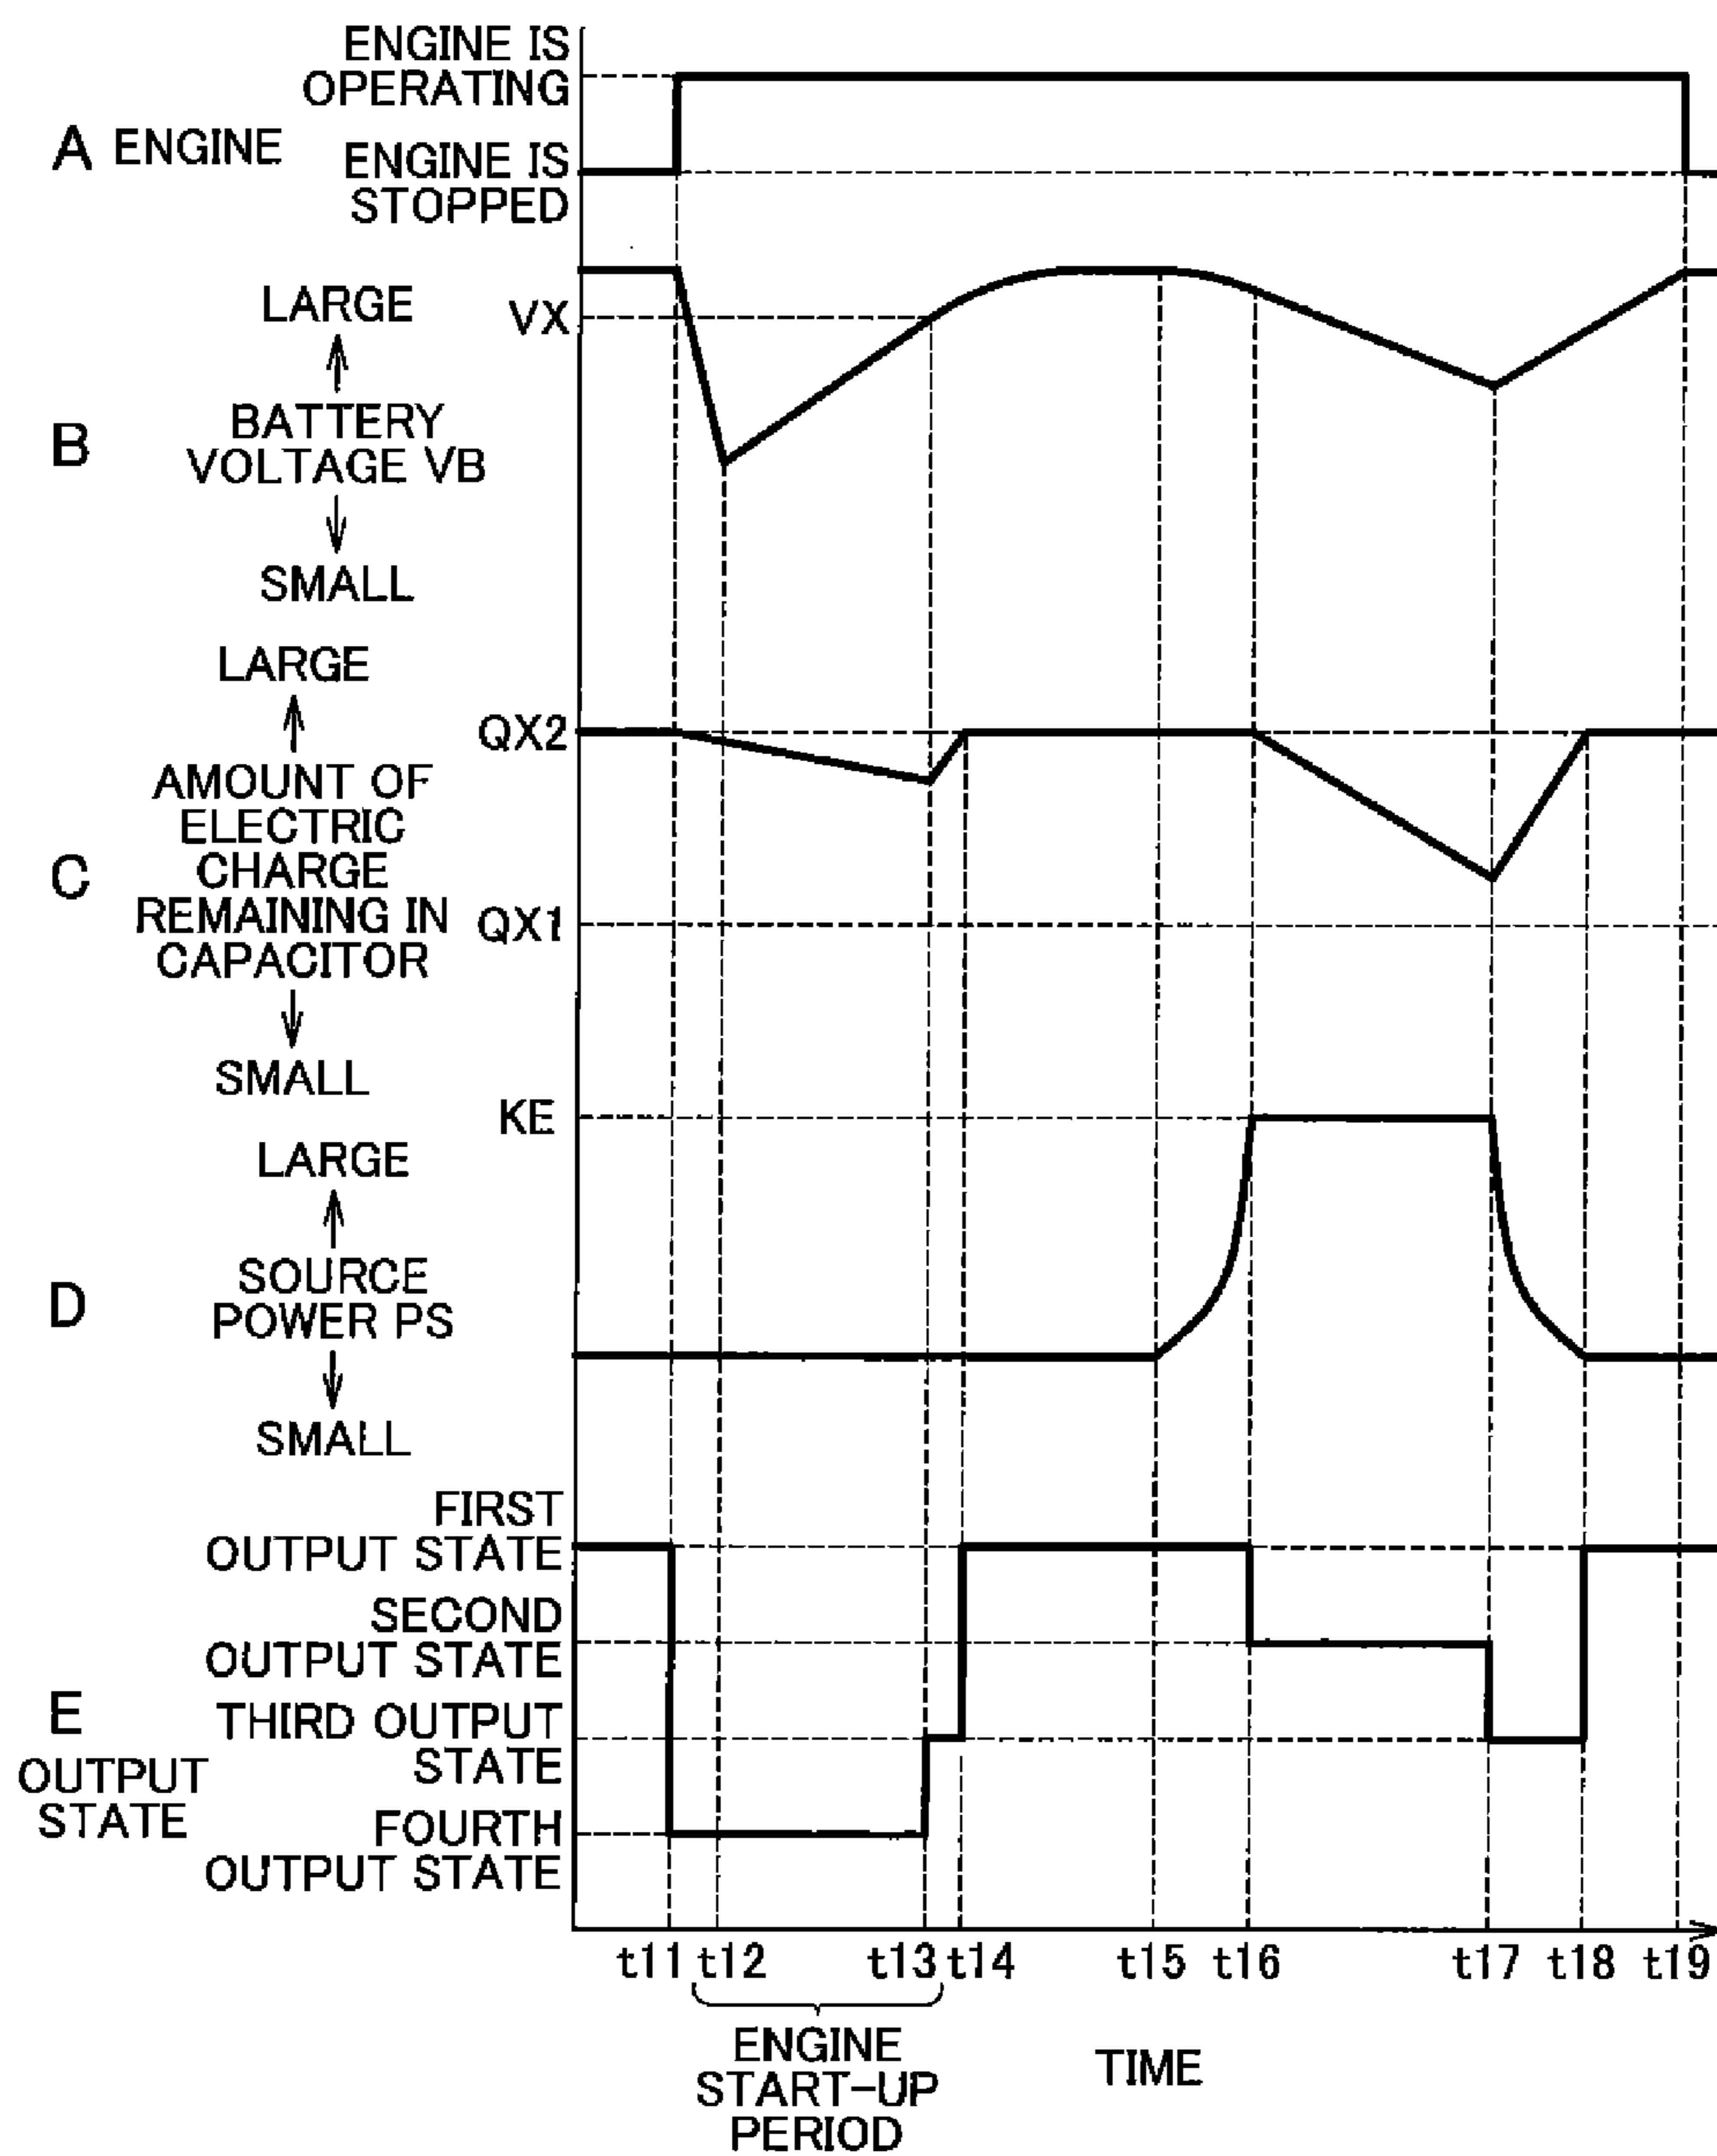 ENGINE IS
OPERATING
A ENGINE
ENGINE IS
STOPPED
LARGE
VX
B
BATTERY
VOLTAGE VB
SMALL
LARGE
QX2
C
AMOUNT OF
ELECTRIC
CHARGE
REMAINING IN
CAPACITOR
QX1
SMALL
KE
LARGE
D
SOURCE
POWER PS
SMALL
FIRST
OUTPUT STATE
SECOND
OUTPUT STATE
E
OUTPUT
STATE
THIRD OUTPUT
STATE
FOURTH
OUTPUT STATE
t11 t12 t13 t14 t15 t16 t17 t18 t19
ENGINE
START-UP
PERIOD
TIME